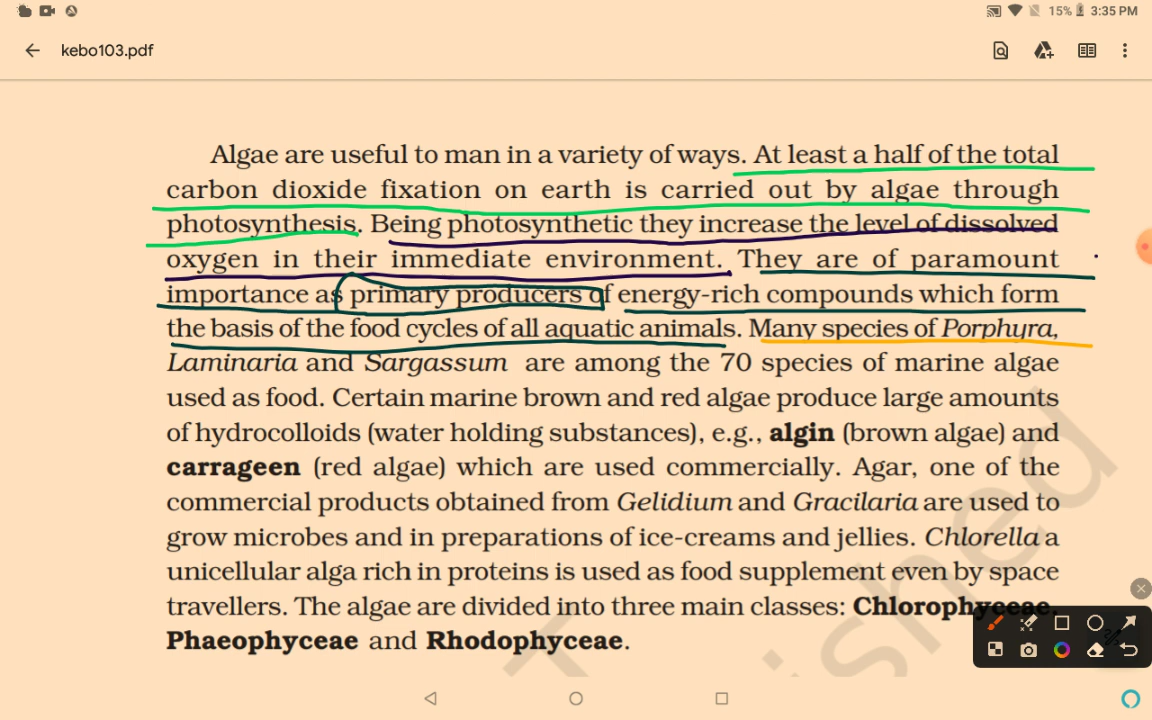 15% 3:35 PM
kebo103.pdf
Algae are useful to man in a variety of ways. At least a half of the total
carbon dioxide fixation on earth is carried out by algae through
photosynthesis. Being photosynthetic they increase the level of dissolved
oxygen in their immediate environment. They are of paramount
importance as primary producers of energy-rich compounds which form
the basis of the food cycles of all aquatic animals. Many species of Porphyra,
Laminaria and Sargassum are among the 70 species of marine algae
used as food. Certain marine brown and red algae produce large amounts
of hydrocolloids (water holding substances), e.g., algin (brown algae) and
carrageen (red algae) which are used commercially. Agar, one of the
commercial products obtained from Gelidium and Gracilaria are used to
grow microbes and in preparations of ice-creams and jellies. Chlorella a
unicellular alga rich in proteins is used as food supplement even by space
travellers. The algae are divided into three main classes: Chlorophyceae,
Phaeophyceae and Rhodophyceae.